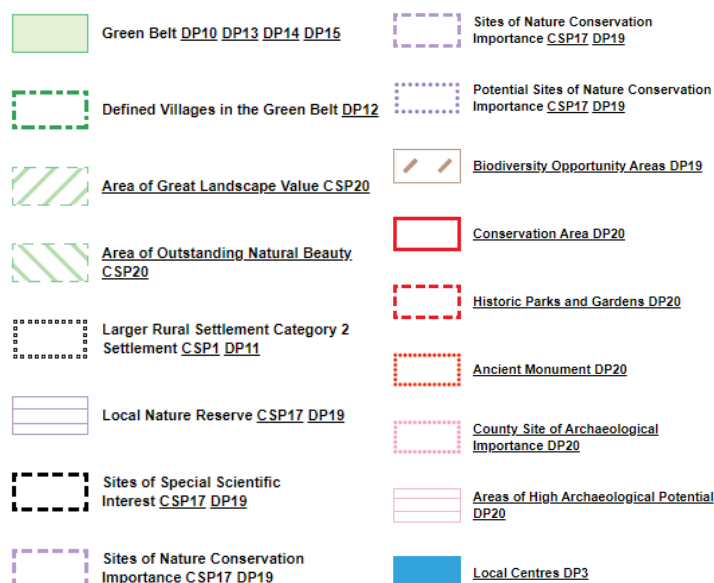 Green Belt DP10 DP13 DP14 DP15
Defined Villages in the Green Belt DP12
Area of Great Landscape Value CSP20
Area of Outstanding Natural Beauty
CSP20
Larger Rural Settlement Category 2
Settlement CSP1 DP11
Local Nature Reserve CSP17 DP19
Sites of Special Scientific
Interest CSP17 DP19
Sites of Nature Conservation
Importance CSP17 DP19
Sites of Nature Conservation
Importance CSP17 DP19
Potential Sites of Nature Conservation
Importance CSP17 DP19
Biodiversity Opportunity Areas DP19
Conservation Area DP20
Historic Parks and Gardens DP20
Ancient Monument DP20
County Site of Archaeological
Importance DP20
Areas of High Archaeological Potential
DP20
Local Centres DP3